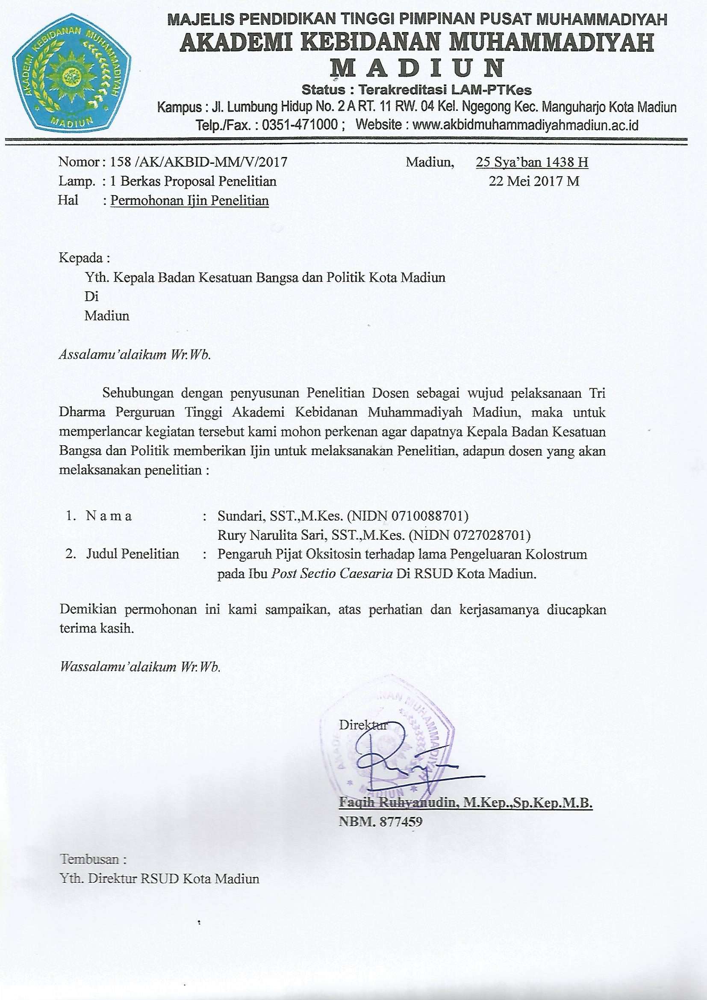 MAJELIS PENDIDIKAN TINGGI PIMPINAN PUSAT MUHAMMADIYAH
AKADEMI KEBIDANAN MUHAMMADIYAH
MADIUN
Status : Terakreditasi LAM-PTKes
Kampus : Jl. Lumbung Hidup No. 2 A RT. 11 RW. 04 Kel. Ngegong Kec. Manguharjo Kota Madiun
Telp./Fax. : 0351-471000 ; Website : www.akbidmuhammadiyahmadiun.ac.id
AKADEMI KEBIDANAN MUHAMMADIYAH
MADIUN
Nomor : 158 /AK/AKBID-MM/V/2017 Madiun, 25 Sya’ban 1438 H
Lamp. : 1 Berkas Proposal Penelitian 22 Mei 2017 M
Hal : Permohonan Ijin Penelitian
Kepada :
Yth. Kepala Badan Kesatuan Bangsa dan Politik Kota Madiun
Di
Madiun
Assalamu’alaikum Wr.Wb.
Sehubungan dengan penyusunan Penelitian Dosen sebagai wujud pelaksanaan Tri
Dharma Perguruan Tinggi Akademi Kebidanan Muhammadiyah Madiun, maka untuk
memperlancar kegiatan tersebut kami mohon perkenan agar dapatnya Kepala Badan Kesatuan
Bangsa dan Politik memberikan Ijin untuk melaksanakan Penelitian, adapun dosen yang akan
melaksanakan penelitian :
1. N a m a : Sundari, SST.,M.Kes. (NIDN 0710088701)
Rury Narulita Sari, SST.,M.Kes. (NIDN 0727028701)
2. Judul Penelitian : Pengaruh Pijat Oksitosin terhadap lama Pengeluaran Kolostrum
pada Ibu Post Sectio Caesaria Di RSUD Kota Madiun.
Demikian permohonan ini kami sampaikan, atas perhatian dan kerjasamanya diucapkan
terima kasih.
Wassalamu’alaikum Wr.Wb.
Direktur
MUHAMMADIYAH
MADIUN
Faqih Ruhyanudin, M.Kep.,Sp.Kep.M.B.
NBM. 877459
Tembusan :
Yth. Direktur RSUD Kota Madiun